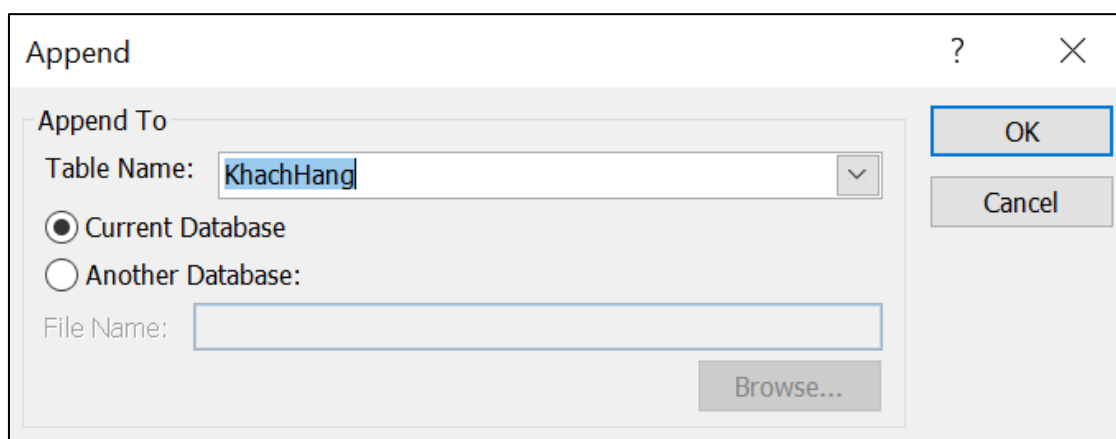 Append
Append To
OK
Table Name: KhachHang
Cancel
Current Database
Another Database:
File Name:
Browse...